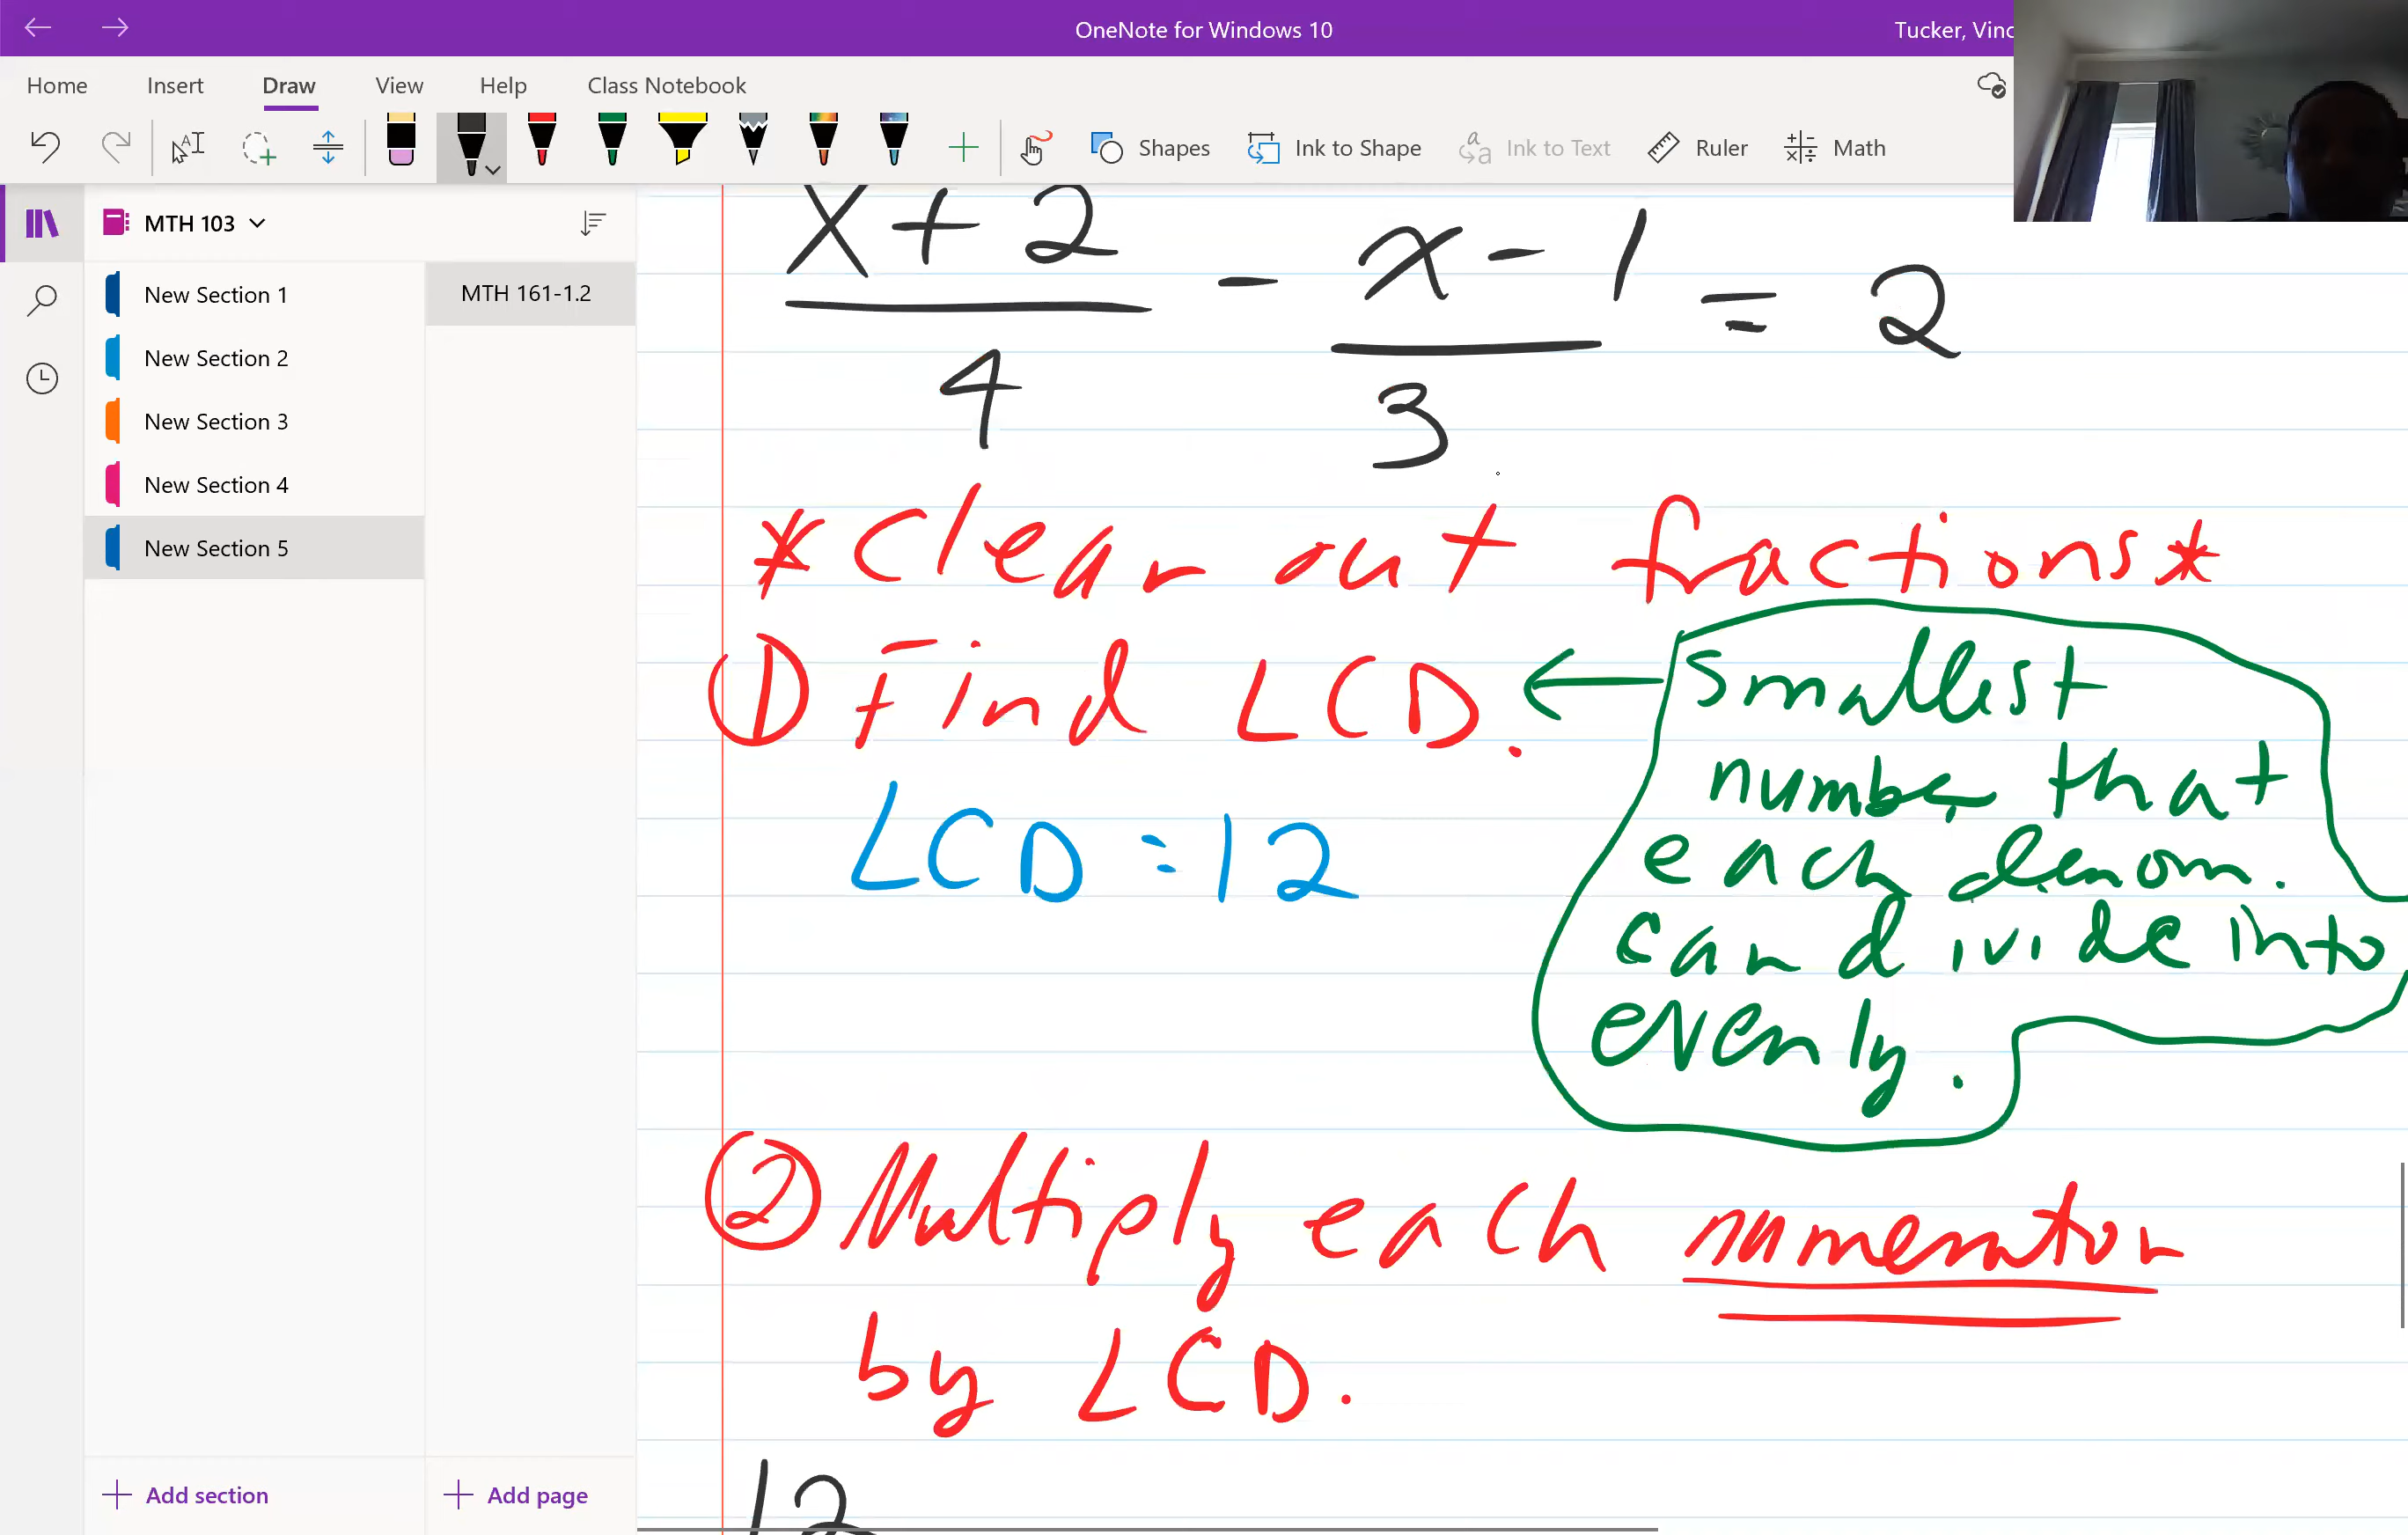 OneNote for Windows 10
Tucker, Vinc
Home Insert Draw View Help Class Notebook
Shapes Ink to Shape Ink to Text Ruler Math
MTH 103
New Section 1
New Section 2
New Section 3
New Section 4
New Section 5
MTH 161-1.2
Add section
Add page
x+2 - x-1 = 2
4 3
*Clear out fractions*
① Find LCD. ←
LCD = 12
smallest
number that
each denom.
can divide into
evenly.
② Multiply each numerator
by LCD.
12